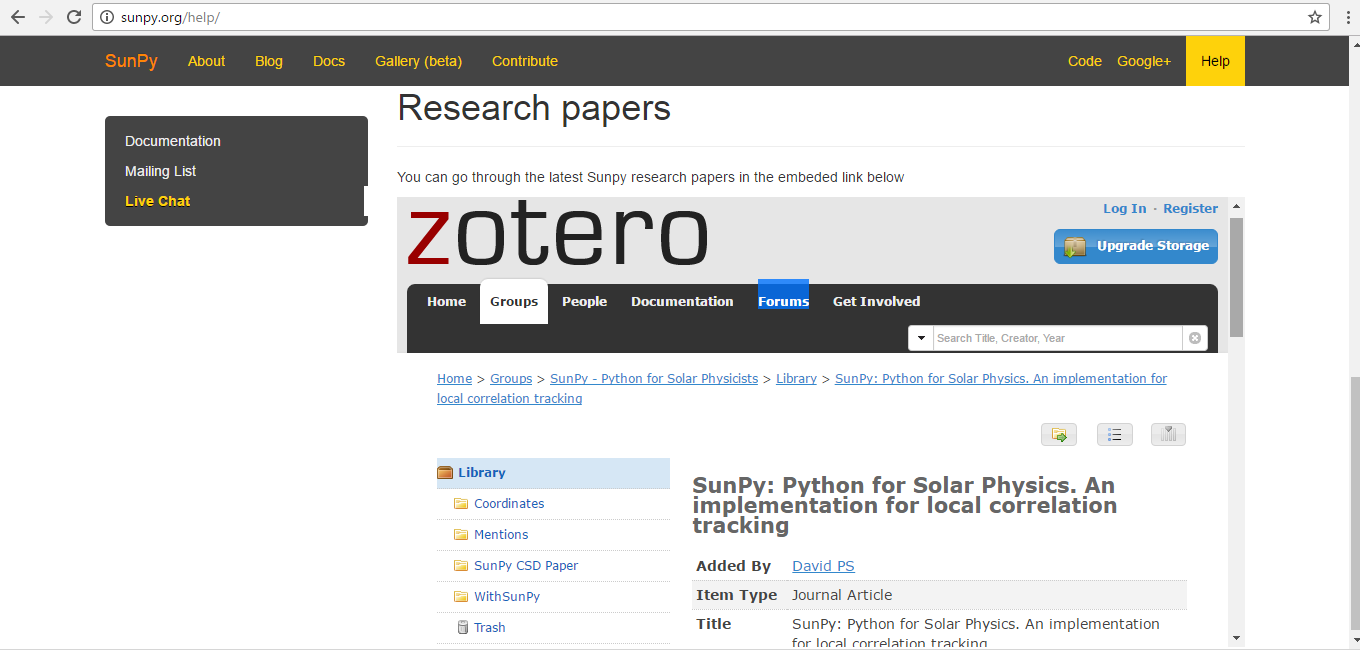 sunpy.org/help/
SunPy About Blog Docs Gallery (beta) Contribute Code Google+ Help
Documentation
Mailing List
Live Chat
Research papers
You can go through the latest Sunpy research papers in the embeded link below
zotero
Log In · Register
Upgrade Storage
Home Groups People Documentation Forums Get Involved
Search Title, Creator, Year
Home > Groups > SunPy - Python for Solar Physicists > Library > SunPy: Python for Solar Physics. An implementation for
local correlation tracking
Library
Coordinates
Mentions
SunPy CSD Paper
WithSunPy
Trash
SunPy: Python for Solar Physics. An
implementation for local correlation
tracking
Added By David PS
Item Type Journal Article
Title SunPy: Python for Solar Physics. An implementation
for local correlation tracking